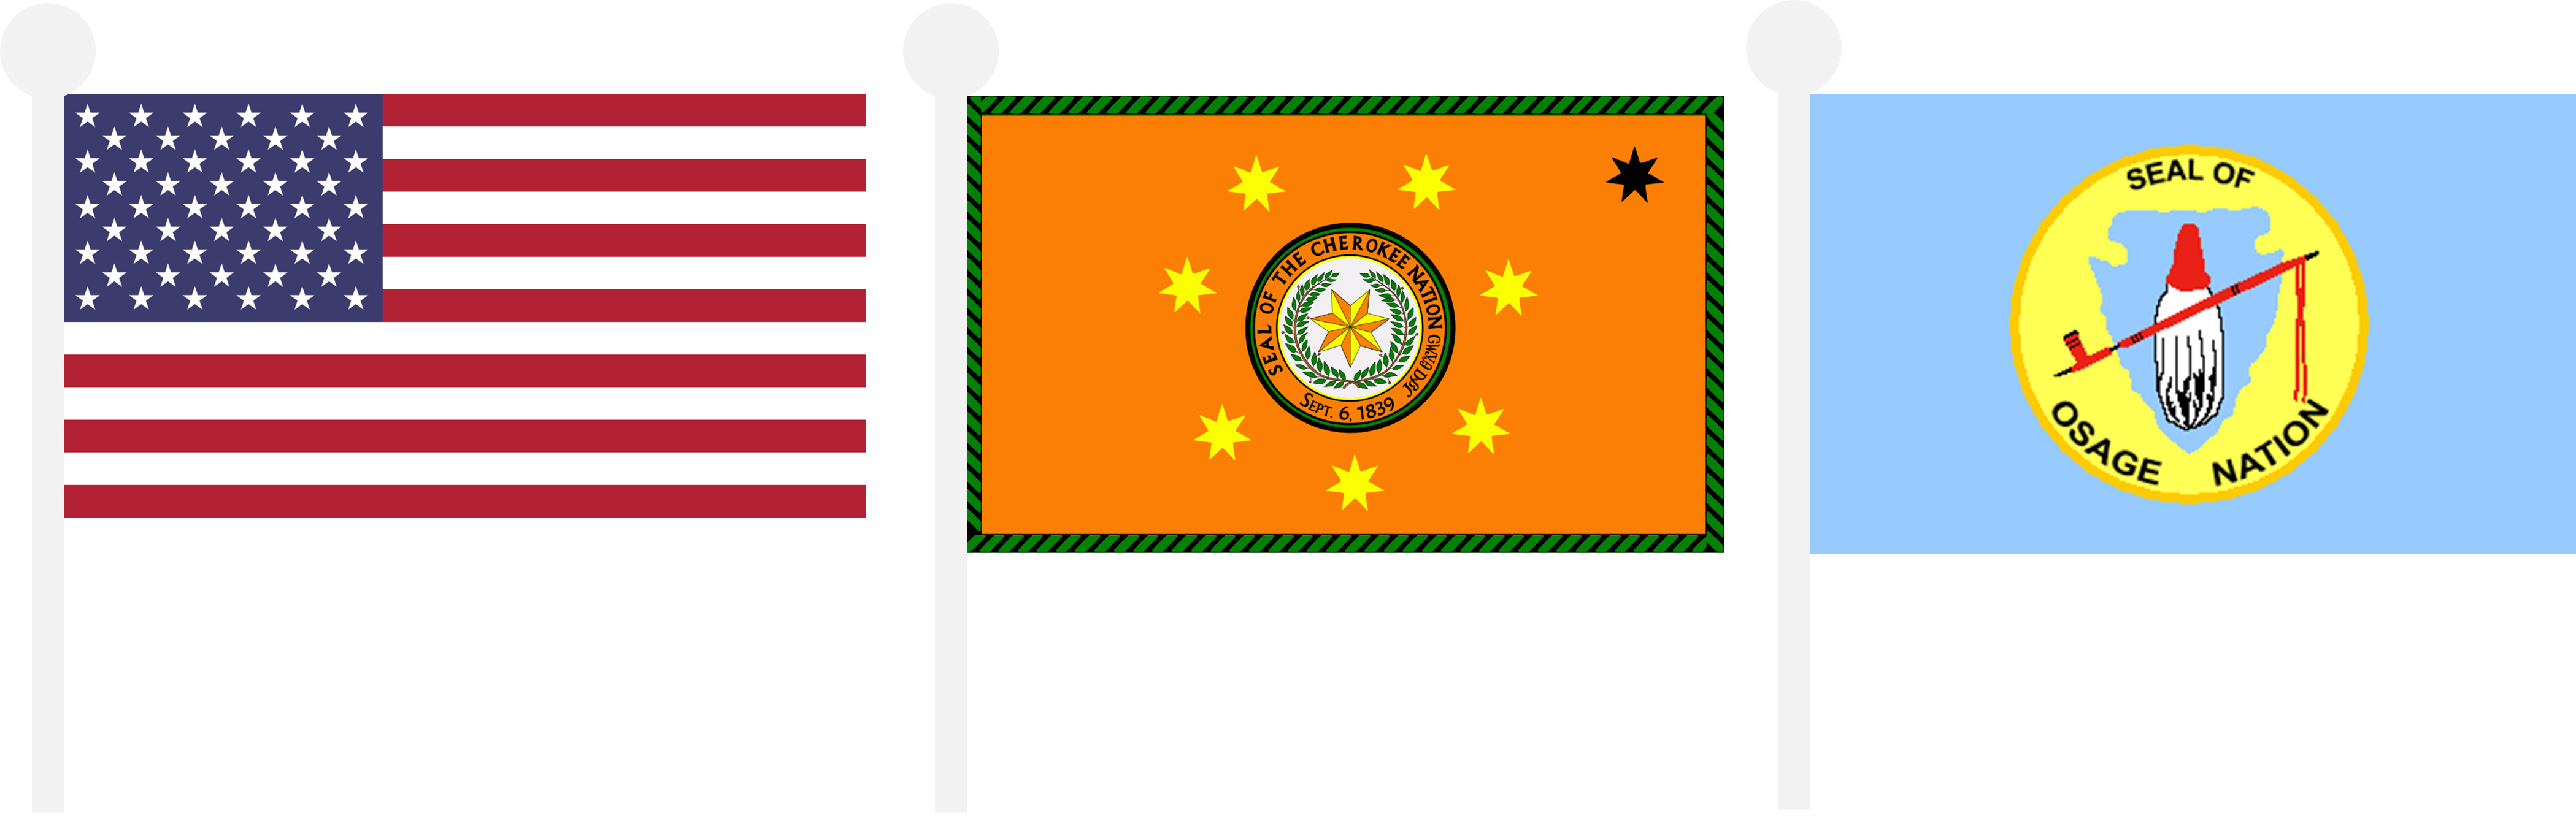 SEAL OF THE CHEROKEE NATION
SEPT. 6, 1839
SEAL OF
OSAGE NATION